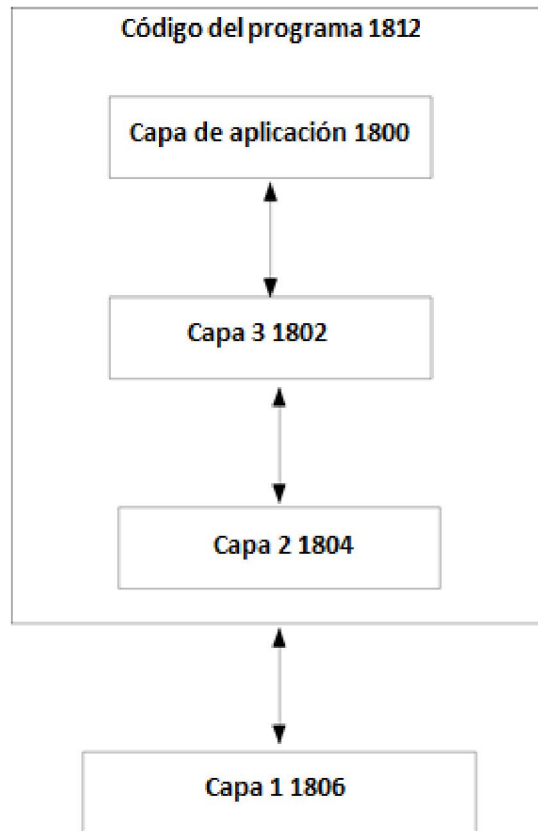 Código del programa 1812
Capa de aplicación 1800
Capa 3 1802
Capa 2 1804
Capa 1 1806